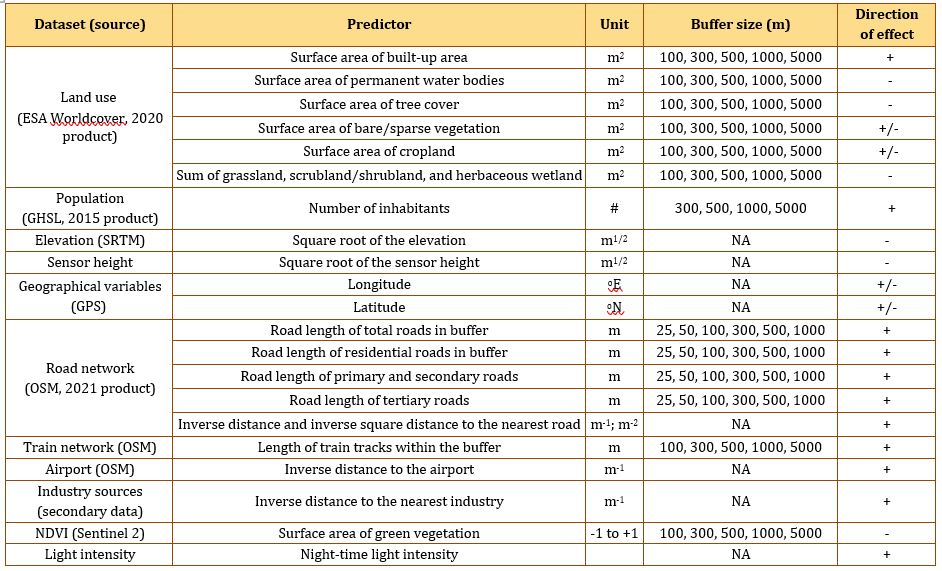 Dataset (source) Predictor Unit Buffer size (m) Direction of effect
Land use (ESA Worldcover, 2020 product)
Surface area of built-up area m² 100, 300, 500, 1000, 5000 +
Surface area of permanent water bodies m² 100, 300, 500, 1000, 5000 -
Surface area of tree cover m² 100, 300, 500, 1000, 5000 -
Surface area of bare/sparse vegetation m² 100, 300, 500, 1000, 5000 +/-
Surface area of cropland m² 100, 300, 500, 1000, 5000 +/-
Sum of grassland, scrubland/shrubland, and herbaceous wetland m² 100, 300, 500, 1000, 5000 -
Population (GHSL, 2015 product) Number of inhabitants # 300, 500, 1000, 5000 +
Elevation (SRTM) Square root of the elevation m¹/² NA -
Sensor height Square root of the sensor height m¹/² NA -
Geographical variables (GPS)
Longitude °E NA +/-
Latitude °N NA +/-
Road network (OSM, 2021 product)
Road length of total roads in buffer m 25, 50, 100, 300, 500, 1000 +
Road length of residential roads in buffer m 25, 50, 100, 300, 500, 1000 +
Road length of primary and secondary roads m 25, 50, 100, 300, 500, 1000 +
Road length of tertiary roads m 25, 50, 100, 300, 500, 1000 +
Inverse distance and inverse square distance to the nearest road m⁻¹; m⁻² NA +
Train network (OSM) Length of train tracks within the buffer m 100, 300, 500, 1000, 5000 +
Airport (OSM) Inverse distance to the airport m⁻¹ NA +
Industry sources (secondary data) Inverse distance to the nearest industry m⁻¹ NA +
NDVI (Sentinel 2) Surface area of green vegetation -1 to +1 100, 300, 500, 1000, 5000 -
Light intensity Night-time light intensity NA +